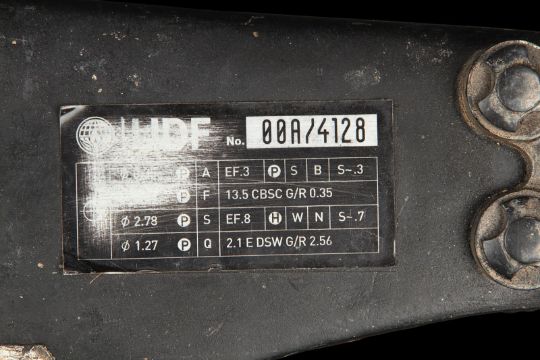 No. 00A/4128
P A EF.3 P S B S~.3
P F 13.5 CBSC G/R 0.35
Ø 2.78 P S EF.8 H W N S~.7
Ø 1.27 P Q 2.1 E DSW G/R 2.56